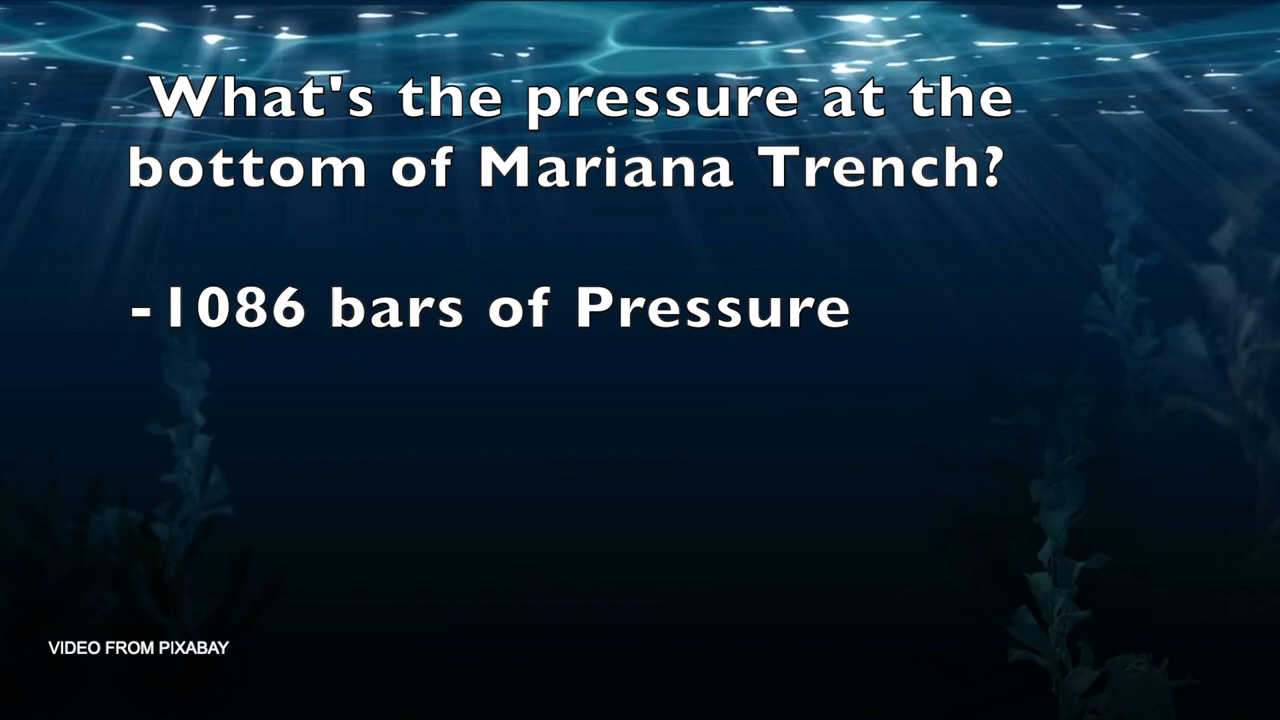 What's the pressure at the
bottom of Mariana Trench?
-1086 bars of Pressure
VIDEO FROM PIXABAY